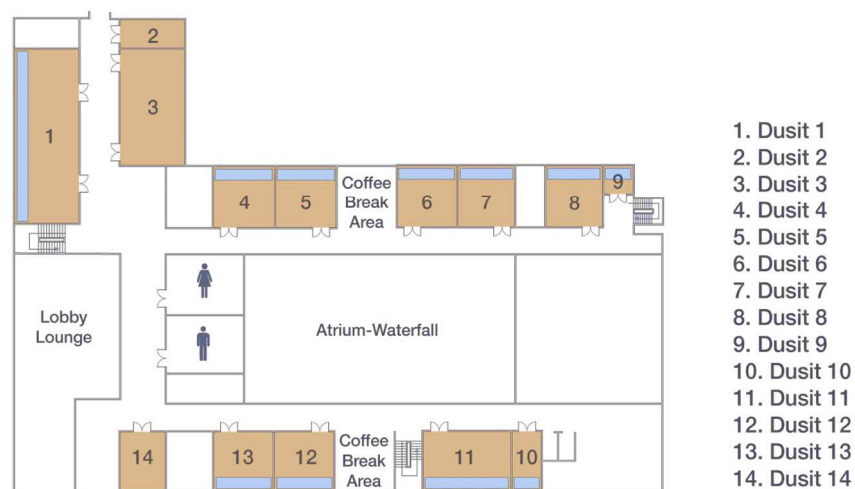 2
1
3
4
5
Coffee
Break
Area
6
7
8
9
Lobby
Lounge
Atrium-Waterfall
14
13
12
Coffee
Break
Area
11
10
1. Dusit 1
2. Dusit 2
3. Dusit 3
4. Dusit 4
5. Dusit 5
6. Dusit 6
7. Dusit 7
8. Dusit 8
9. Dusit 9
10. Dusit 10
11. Dusit 11
12. Dusit 12
13. Dusit 13
14. Dusit 14